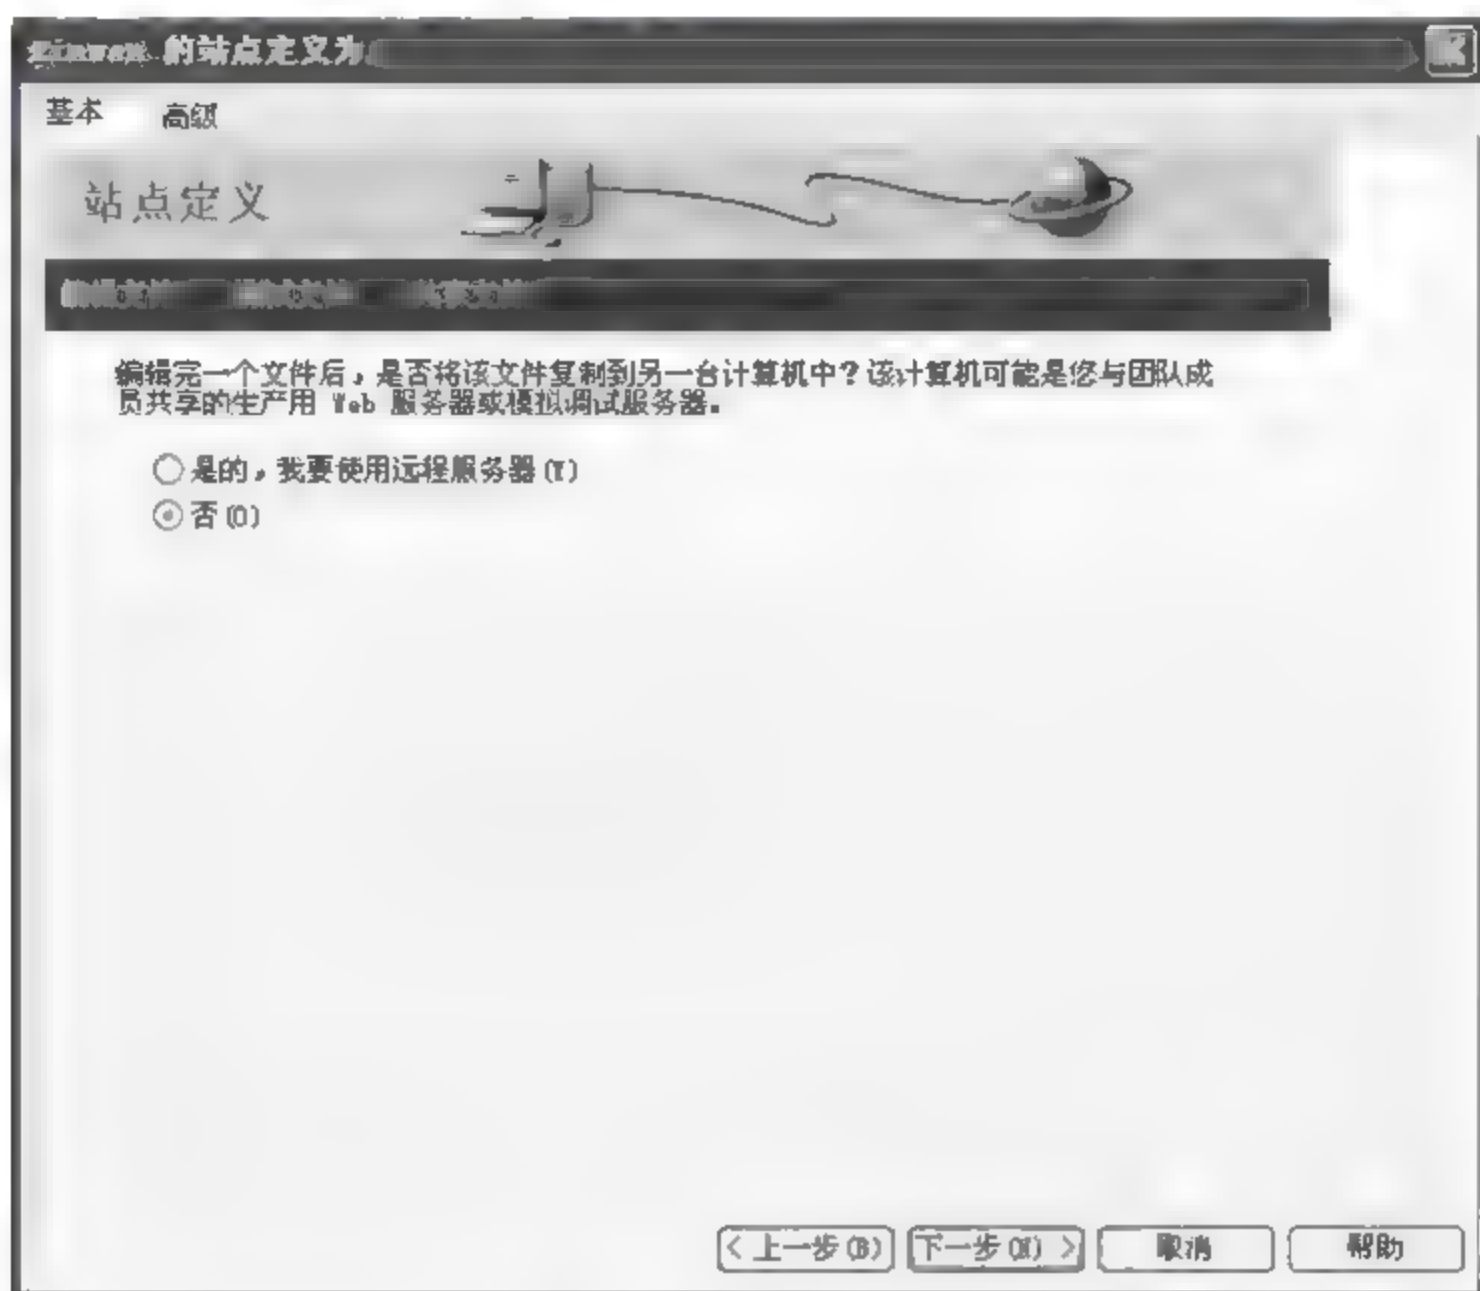 的站点定义为
基本
高级
站点定义
编辑完一个文件后，是否将该文件复制到另一台计算机中？该计算机可能是您与团队成
员共享的生产用 Web 服务器或模拟调试服务器。
是的，我要使用远程服务器(Y)
否(O)
< 上一步(B)
下一步(N) >
取消
帮助